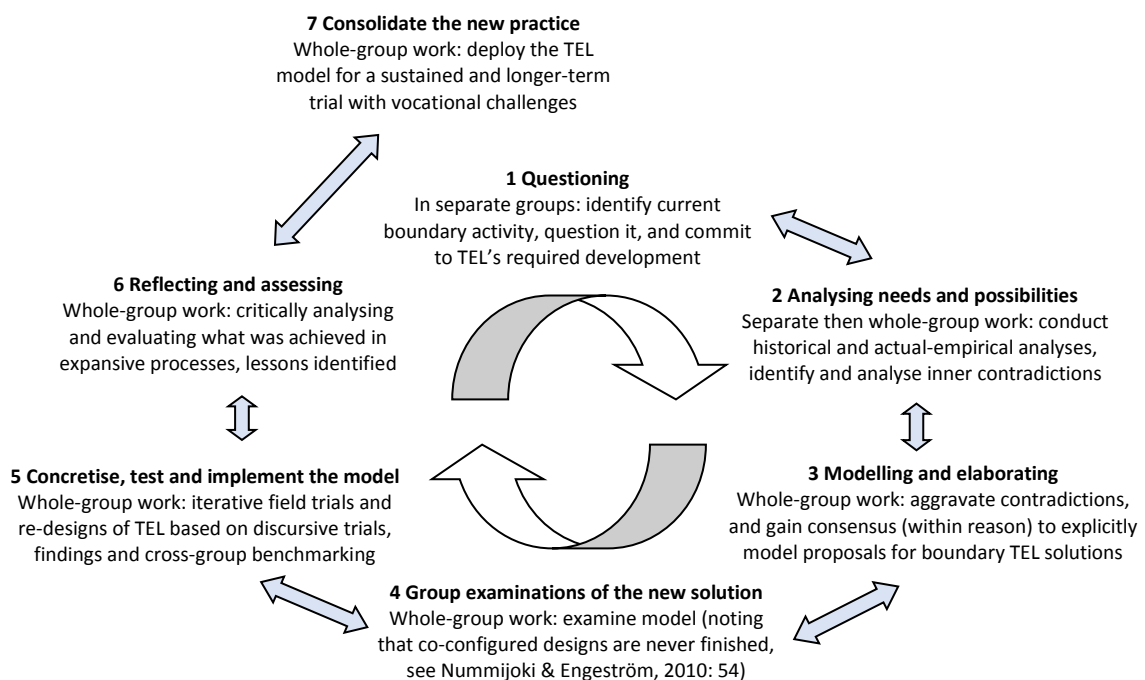 7 Consolidate the new practice
Whole-group work: deploy the TEL
model for a sustained and longer-term
trial with vocational challenges
1 Questioning
In separate groups: identify current
boundary activity, question it, and commit
to TEL’s required development
2 Analysing needs and possibilities
Separate then whole-group work: conduct
historical and actual-empirical analyses,
identify and analyse inner contradictions
3 Modelling and elaborating
Whole-group work: aggravate contradictions,
and gain consensus (within reason) to explicitly
model proposals for boundary TEL solutions
4 Group examinations of the new solution
Whole-group work: examine model (noting
that co-configured designs are never finished,
see Nummijoki & Engeström, 2010: 54)
5 Concretise, test and implement the model
Whole-group work: iterative field trials and
re-designs of TEL based on discursive trials,
findings and cross-group benchmarking
6 Reflecting and assessing
Whole-group work: critically analysing
and evaluating what was achieved in
expansive processes, lessons identified